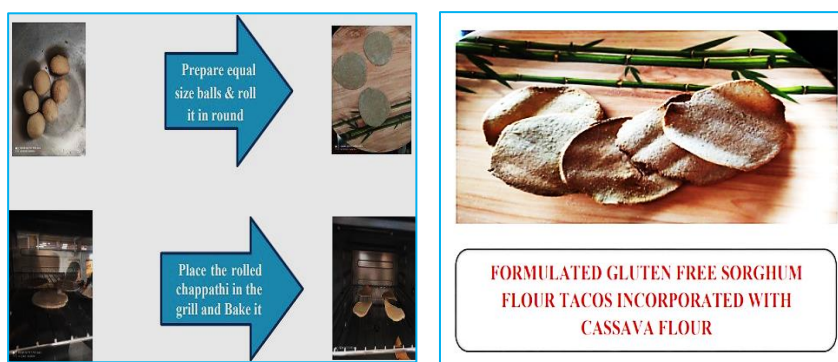 Prepare equal
size balls & roll
it in round
Place the rolled
chappathi in the
grill and Bake it
FORMULATED GLUTEN FREE SORGHUM
FLOUR TACOS INCORPORATED WITH
CASSAVA FLOUR